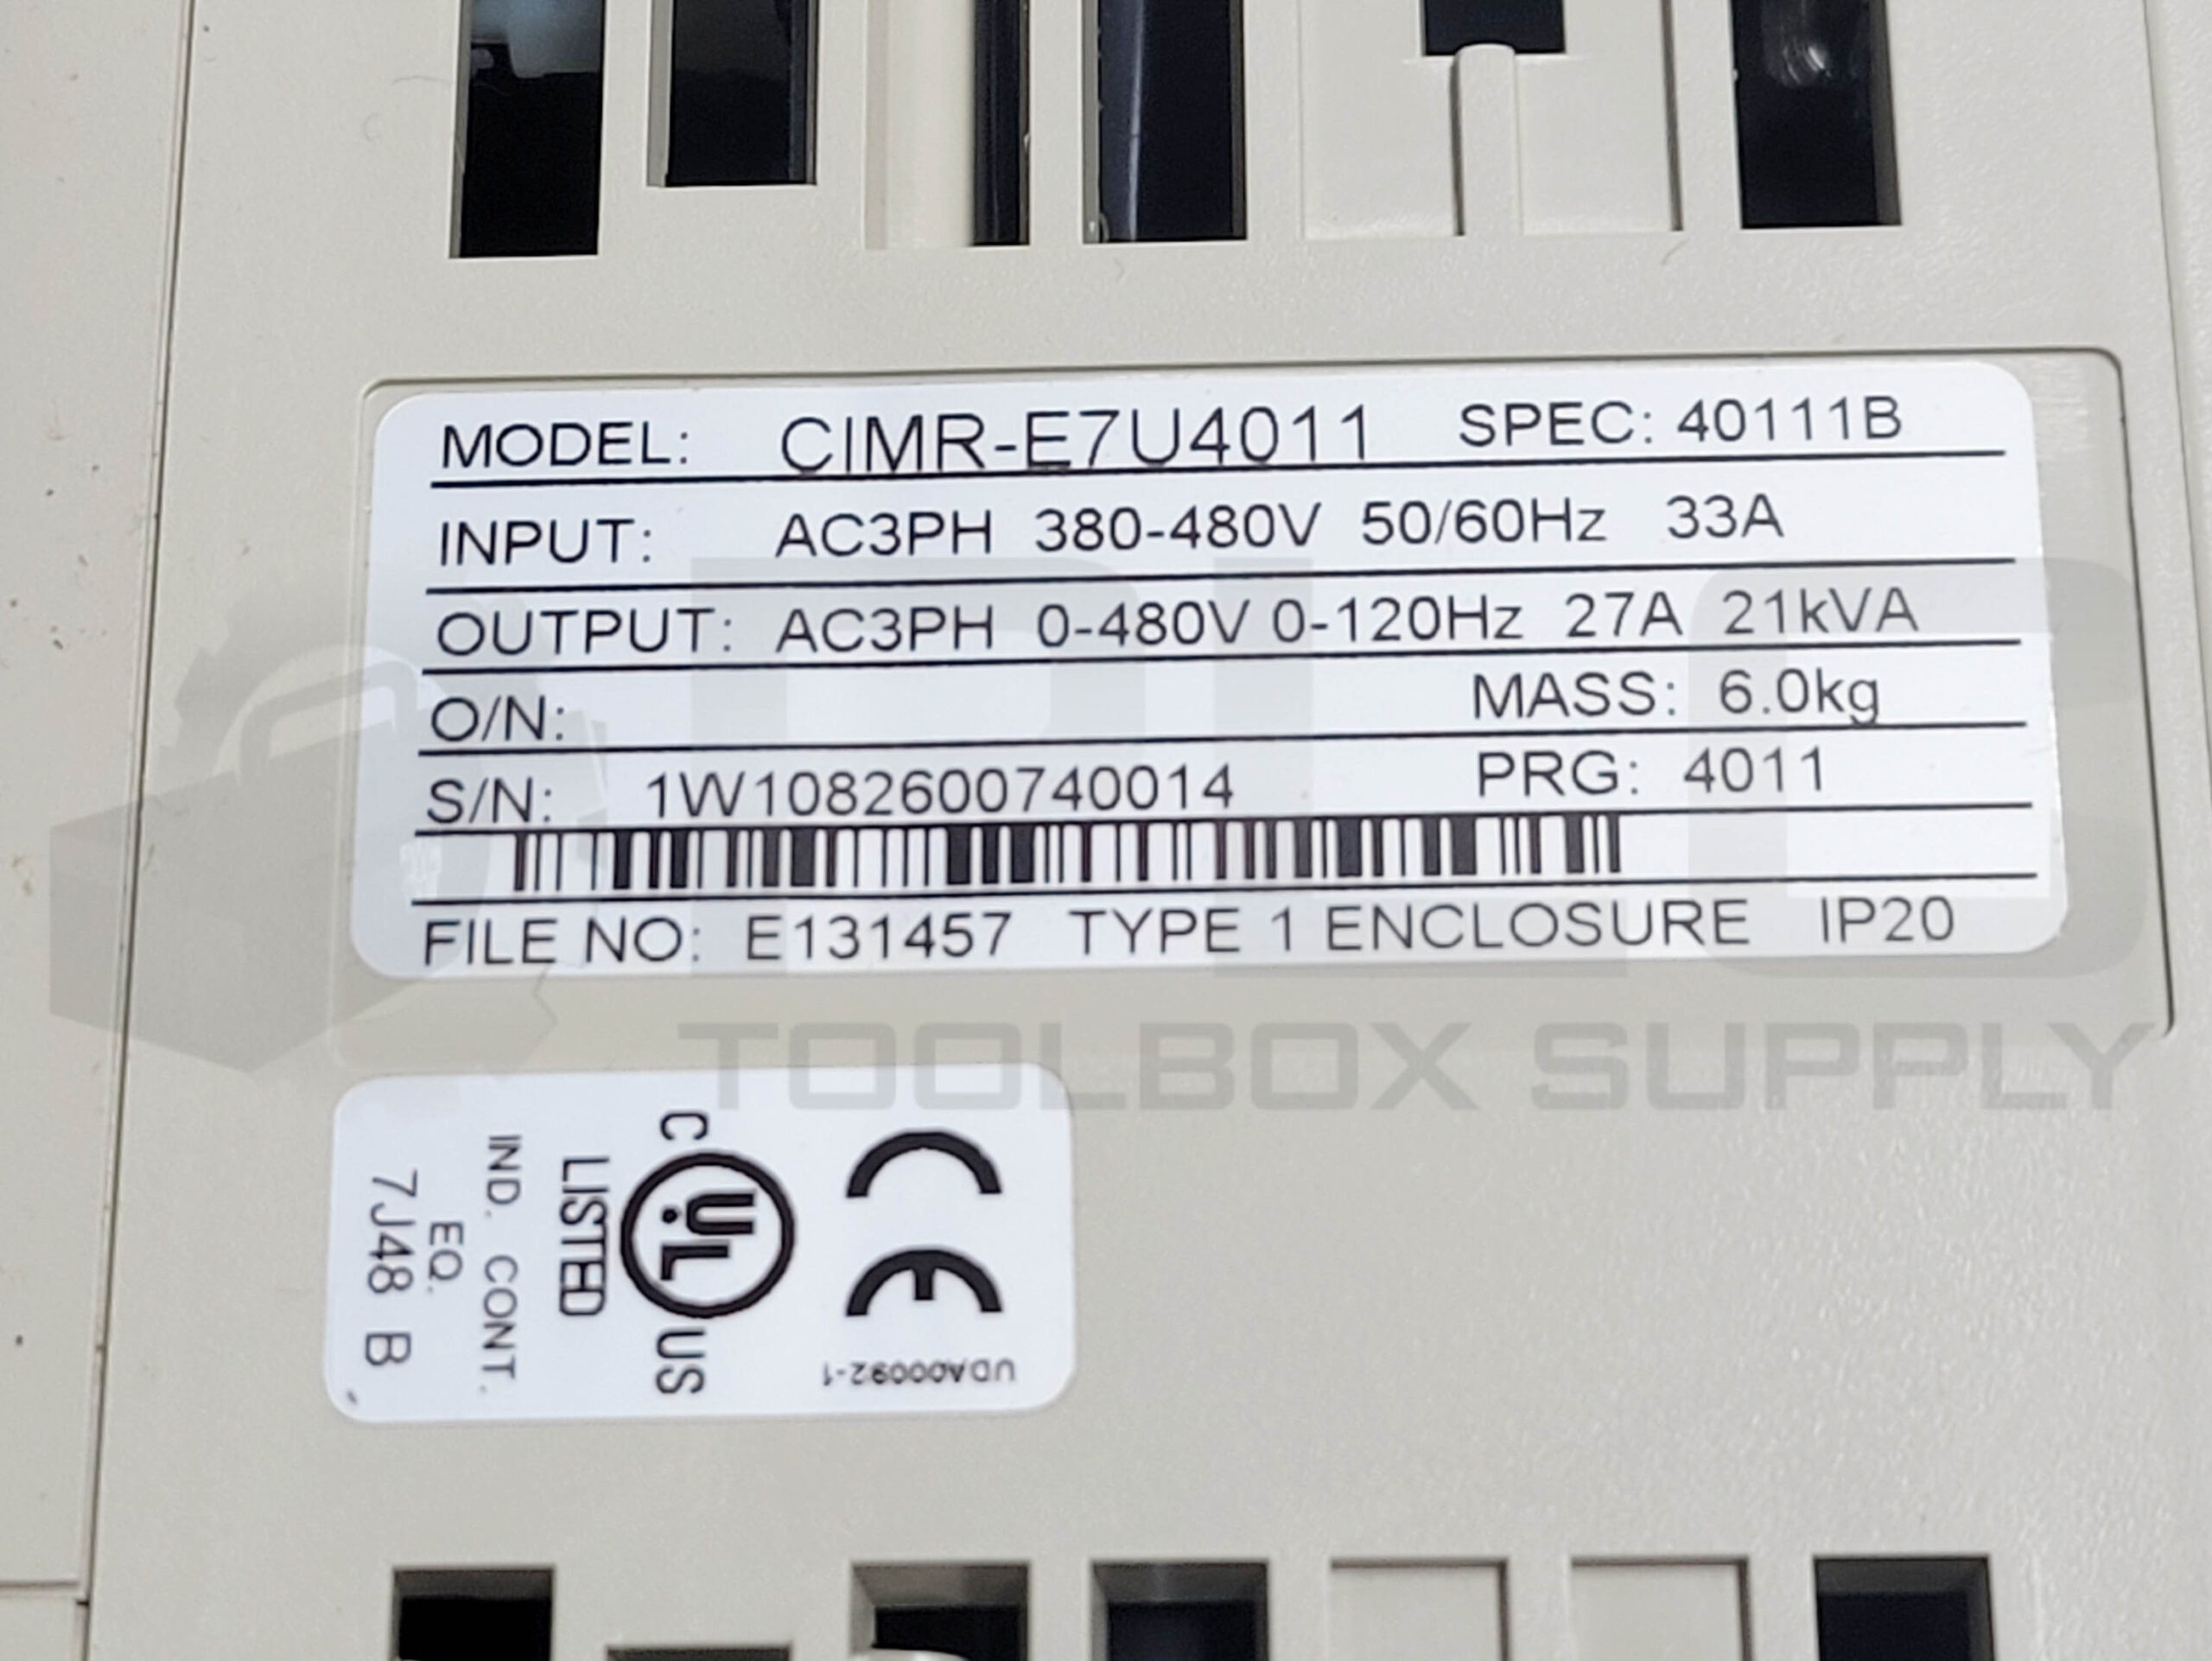 MODEL: CIMR-E7U4011 SPEC: 40111B
INPUT: AC3PH 380-480V 50/60Hz 33A
OUTPUT: AC3PH 0-480V 0-120Hz 27A 21kVA
O/N: MASS: 6.0kg
S/N: 1W1082600740014 PRG: 4011
FILE NO: E131457 TYPE 1 ENCLOSURE IP20
PLC
TOOLBOX SUPPLY
CE
C UL US
LISTED
IND. CONT.
EQ.
7J48 B
UDA00092-1